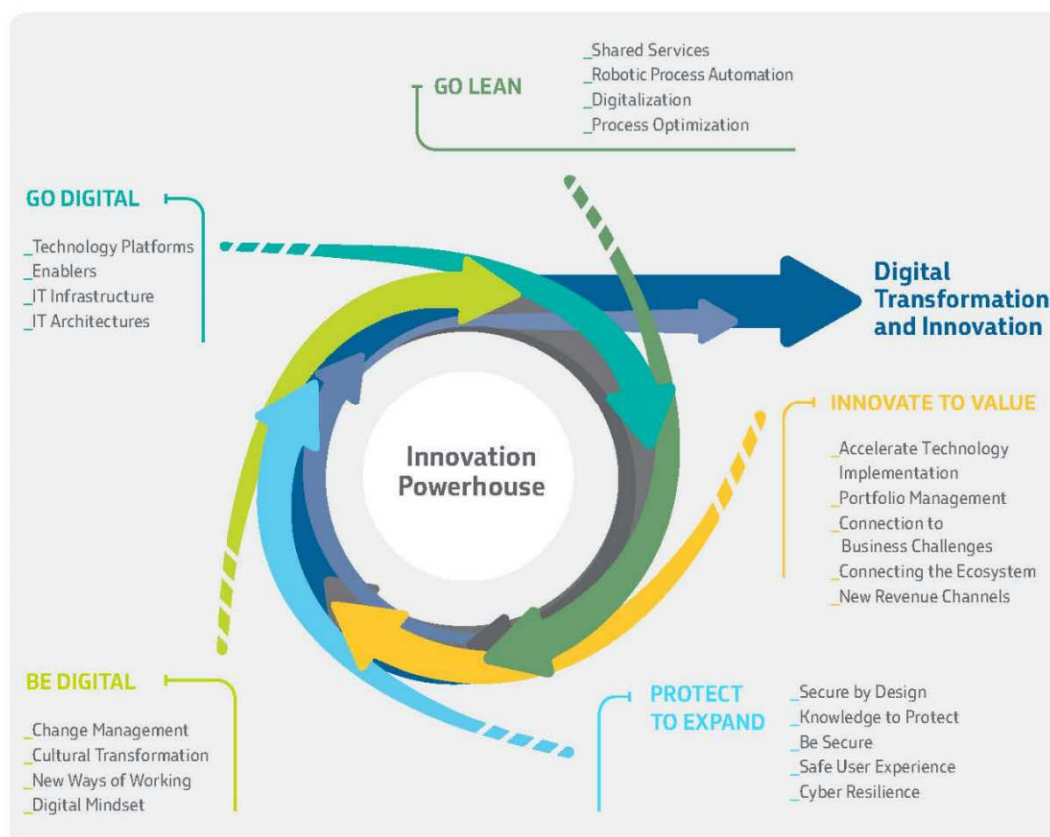 GO LEAN
_Shared Services
_Robotic Process Automation
_Digitalization
_Process Optimization
GO DIGITAL
_Technology Platforms
_Enablers
_IT Infrastructure
_IT Architectures
Digital
Transformation
and Innovation
INNOVATE TO VALUE
_Accelerate Technology
Implementation
_Portfolio Management
_Connection to
Business Challenges
_Connecting the Ecosystem
_New Revenue Channels
Innovation
Powerhouse
BE DIGITAL
_Change Management
_Cultural Transformation
_New Ways of Working
_Digital Mindset
PROTECT
TO EXPAND
_Secure by Design
_Knowledge to Protect
_Be Secure
_Safe User Experience
_Cyber Resilience